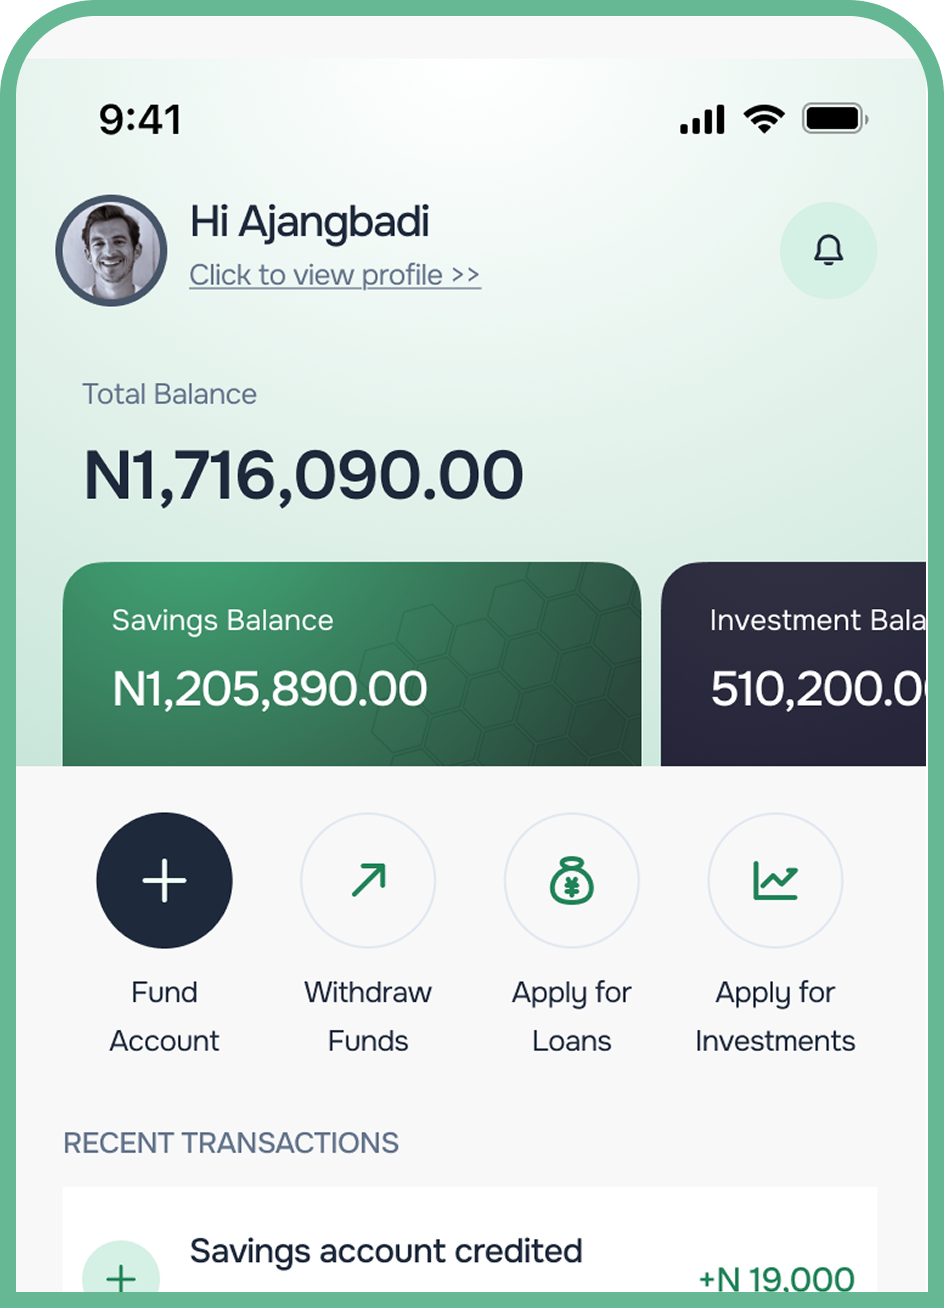 9:41
Hi Ajangbadi
Click to view profile >>
Total Balance
N1,716,090.00
Savings Balance
N1,205,890.00
Investment Bala
510,200.0
Fund
Account
Withdraw
Funds
Apply for
Loans
Apply for
Investments
RECENT TRANSACTIONS
Savings account credited
+N 19,000